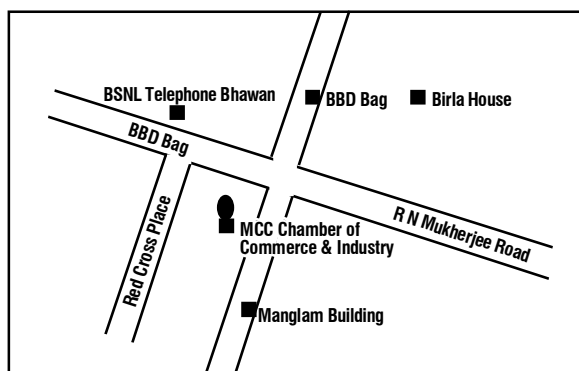 BSNL Telephone Bhawan
BBD Bag
Birla House
BBD Bag
Red Cross Place
MCC Chamber of
Commerce & Industry
R N Mukherjee Road
Manglam Building